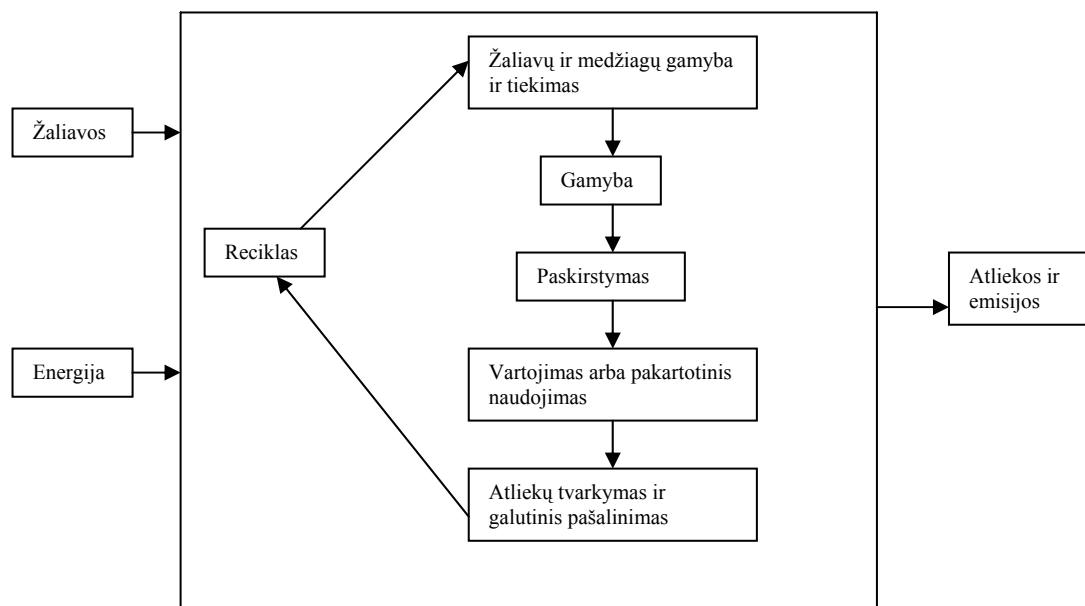 Žaliavų ir medžiagų gamyba
ir tiekimas
Žaliavos
Gamyba
Reciklas
Paskirstymas
Atliekos ir
emisijos
Energija
Vartojimas arba pakartotinis
naudojimas
Atliekų tvarkymas ir
galutinis pašalinimas